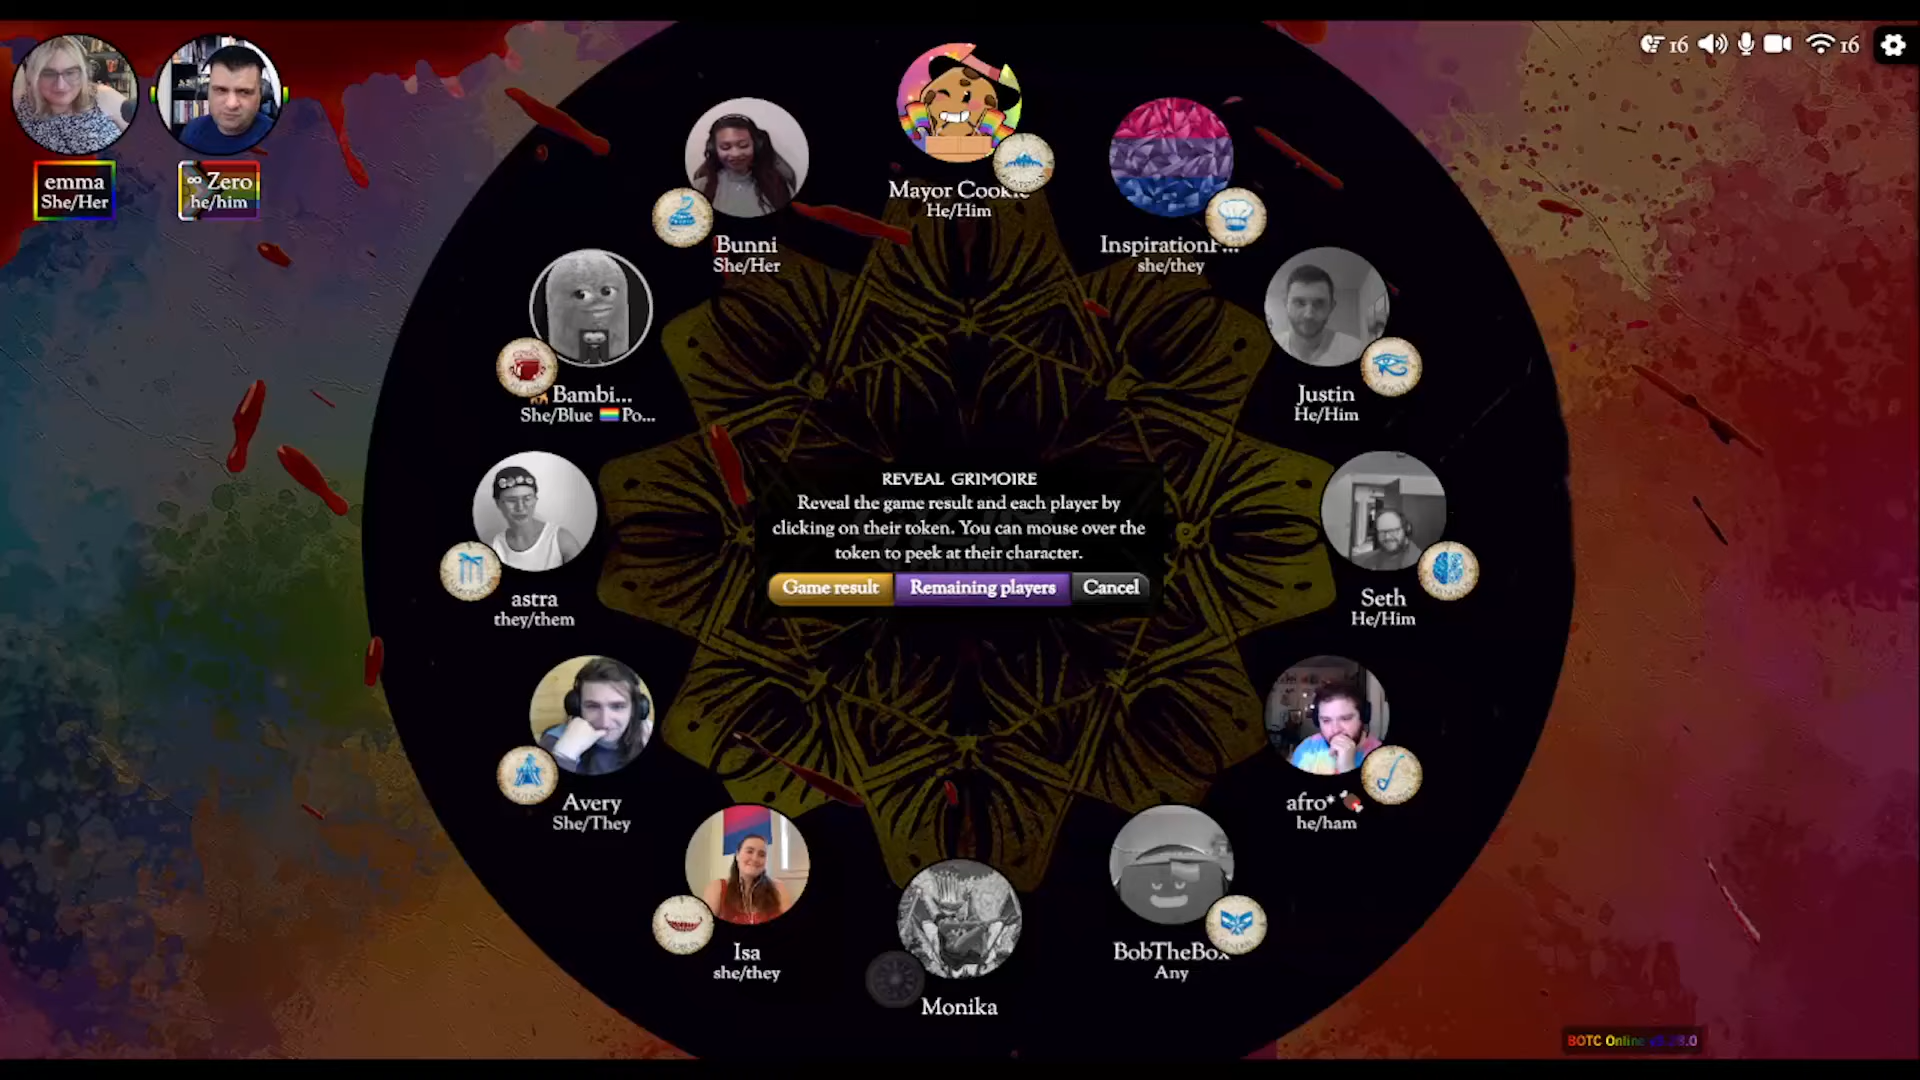 16
16
emma
She/Her
∞ Zero
he/him
Bunni
She/Her
Mayor Cookie
He/Him
InspirationF...
she/they
Bambi...
She/Blue 🏳️‍🌈Po...
Justin
He/Him
REVEAL GRIMOIRE
Reveal the game result and each player by
clicking on their token. You can mouse over the
token to peek at their character.
Game result
Remaining players
Cancel
astra
they/them
Seth
He/Him
Avery
She/They
afro* 🍖
he/ham
Isa
she/they
Monika
BobTheBox
Any
BOTC Online